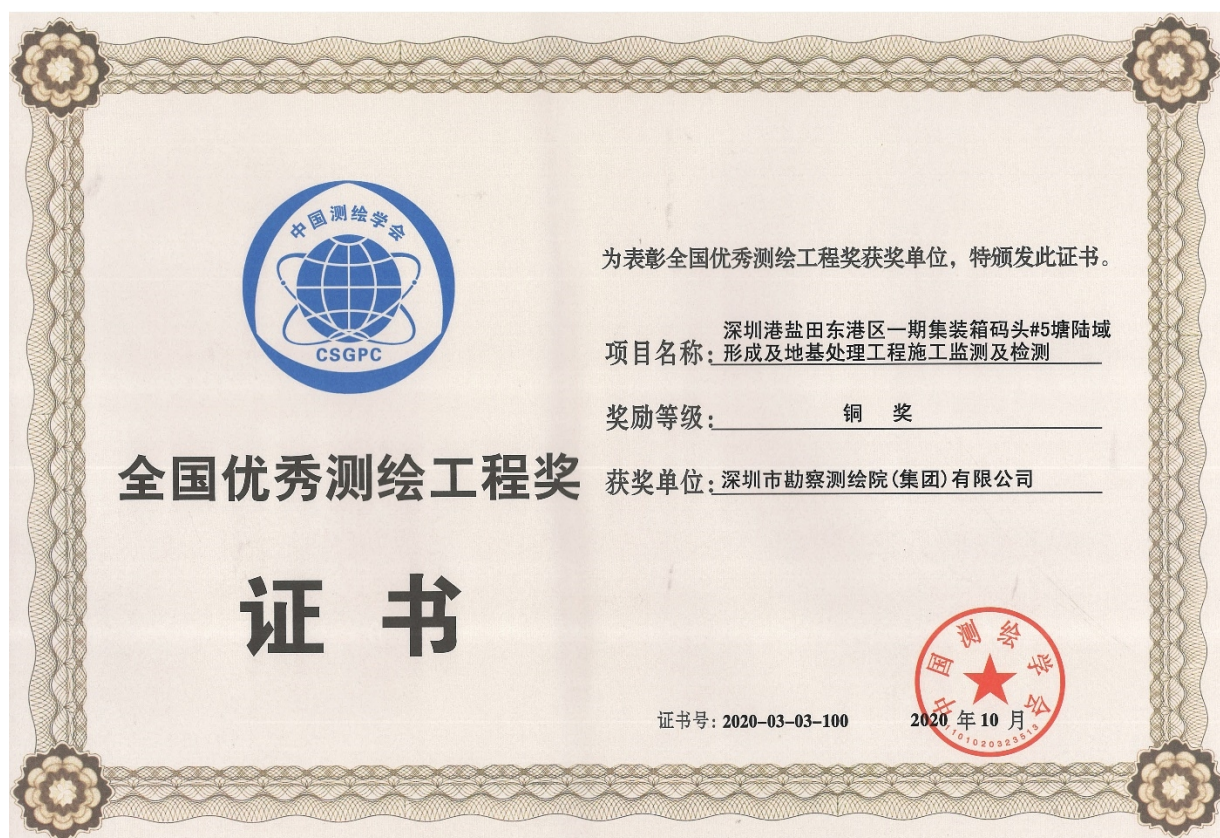 中国测绘学会
CSGPC
全国优秀测绘工程奖
证书
为表彰全国优秀测绘工程奖获奖单位，特颁发此证书。
项目名称：深圳港盐田东港区一期集装箱码头#5塘陆域
形成及地基处理工程施工监测及检测
奖励等级：铜 奖
获奖单位：深圳市勘察测绘院(集团)有限公司
证书号：2020-03-03-100
2020 年 10 月
中国测绘学会
1101020323513